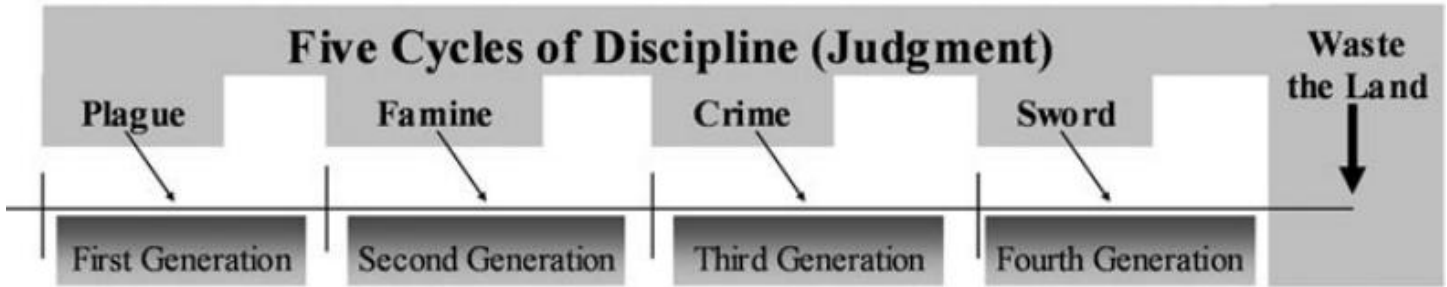 Five Cycles of Discipline (Judgment)
Waste
the Land
Plague
Famine
Crime
Sword
First Generation
Second Generation
Third Generation
Fourth Generation